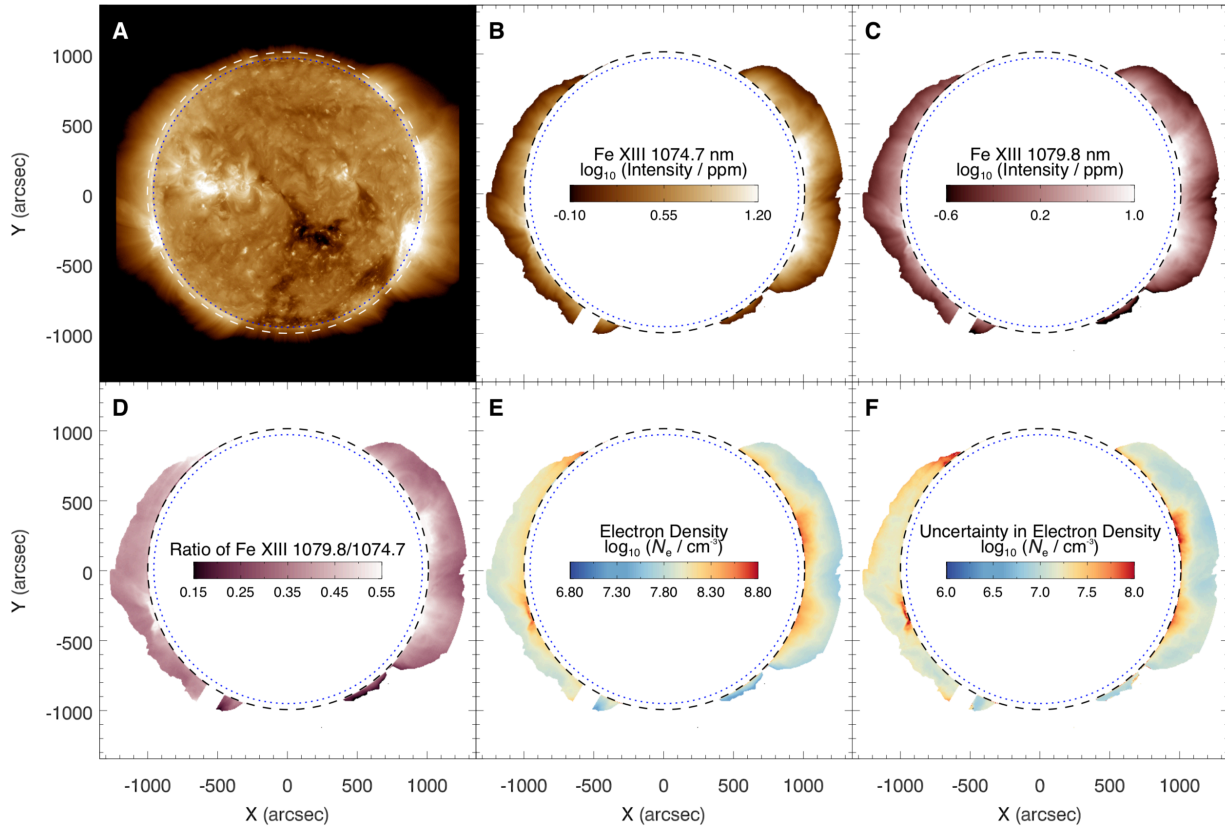 A
B
C
1000
500
0
-500
-1000
Y (arcsec)
Fe XIII 1074.7 nm
log10 (Intensity / ppm)
-0.10 0.55 1.20
Fe XIII 1079.8 nm
log10 (Intensity / ppm)
-0.6 0.2 1.0
D
E
F
1000
500
0
-500
-1000
Y (arcsec)
Ratio of Fe XIII 1079.8/1074.7
0.15 0.25 0.35 0.45 0.55
Electron Density
log10 (Ne / cm-3)
6.80 7.30 7.80 8.30 8.80
Uncertainty in Electron Density
log10 (Ne / cm-3)
6.0 6.5 7.0 7.5 8.0
-1000 -500 0 500 1000
-1000 -500 0 500 1000
-1000 -500 0 500 1000
X (arcsec)
X (arcsec)
X (arcsec)